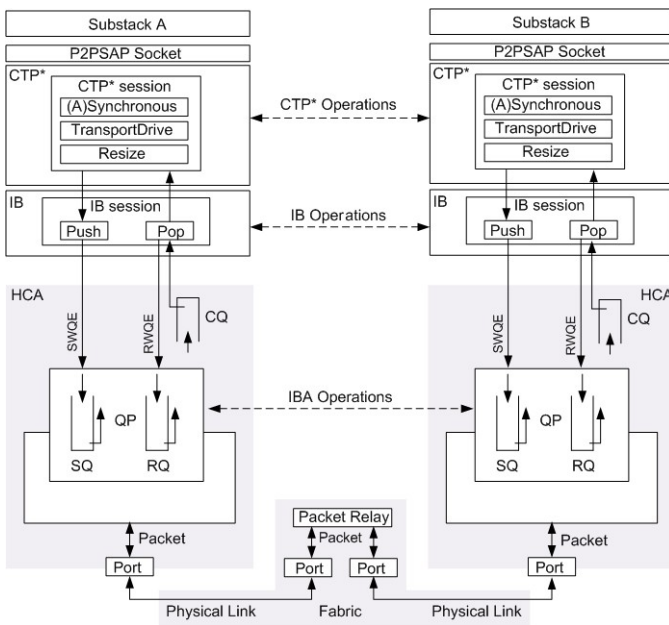 Substack A
P2PSAP Socket
CTP*
CTP* session
(A)Synchronous
TransportDrive
Resize
IB
IB session
Push
Pop
HCA
CQ
SWQE
RWQE
QP
SQ
RQ
Packet
Port
CTP* Operations
IB Operations
IBA Operations
Packet Relay
Packet
Port
Port
Physical Link
Fabric
Physical Link
Substack B
P2PSAP Socket
CTP*
CTP* session
(A)Synchronous
TransportDrive
Resize
IB
IB session
Push
Pop
HCA
CQ
SWQE
RWQE
QP
SQ
RQ
Packet
Port